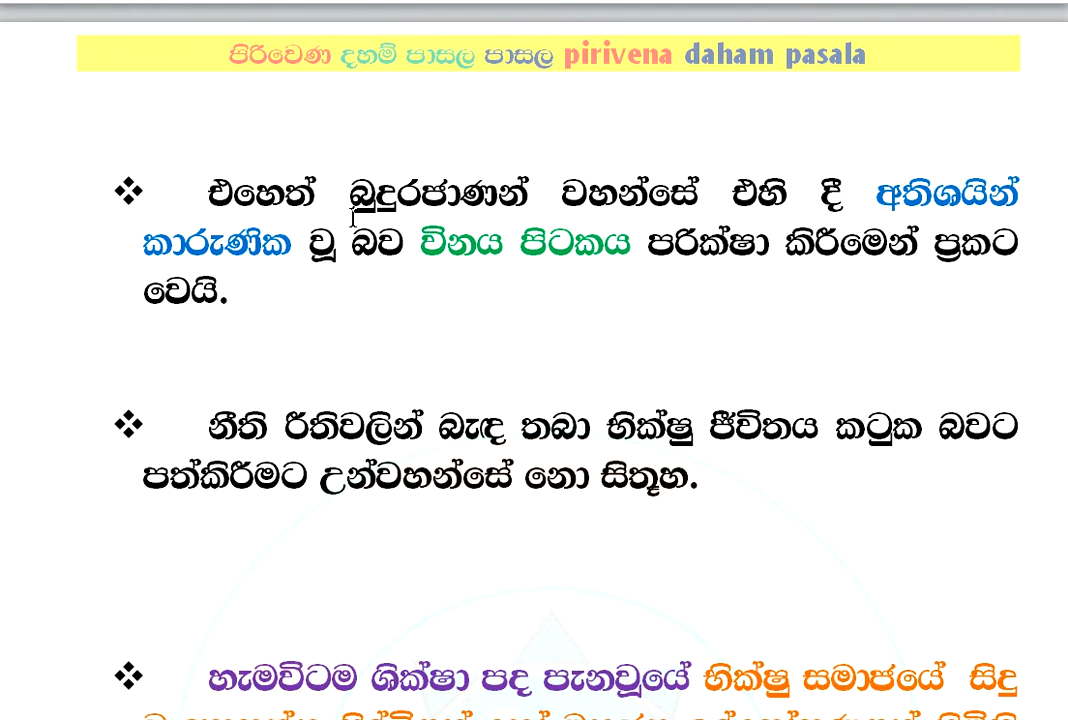 පිරිවෙණ දහම් පාසල පාසල pirivena daham pasala
❖ එහෙත් බුදුරජාණන් වහන්සේ එහි දී අතිශයින්
කාරුණික වූ බව විනය පිටකය පරික්ෂා කිරීමෙන් ප්‍රකට
වෙයි.
❖ නීති රීතිවලින් බැඳ තබා භික්ෂු ජීවිතය කටුක බවට
පත්කිරීමට උන්වහන්සේ නො සිතූහ.
❖ හැමවිටම ශික්ෂා පද පැනවූයේ භික්ෂු සමාජයේ සිදු